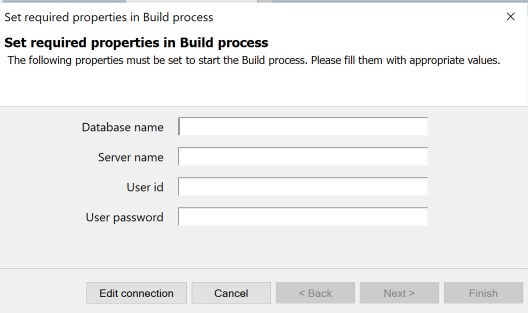 Set required properties in Build process
Set required properties in Build process
The following properties must be set to start the Build process. Please fill them with appropriate values.
Database name
Server name
User id
User password
Edit connection Cancel < Back Next > Finish